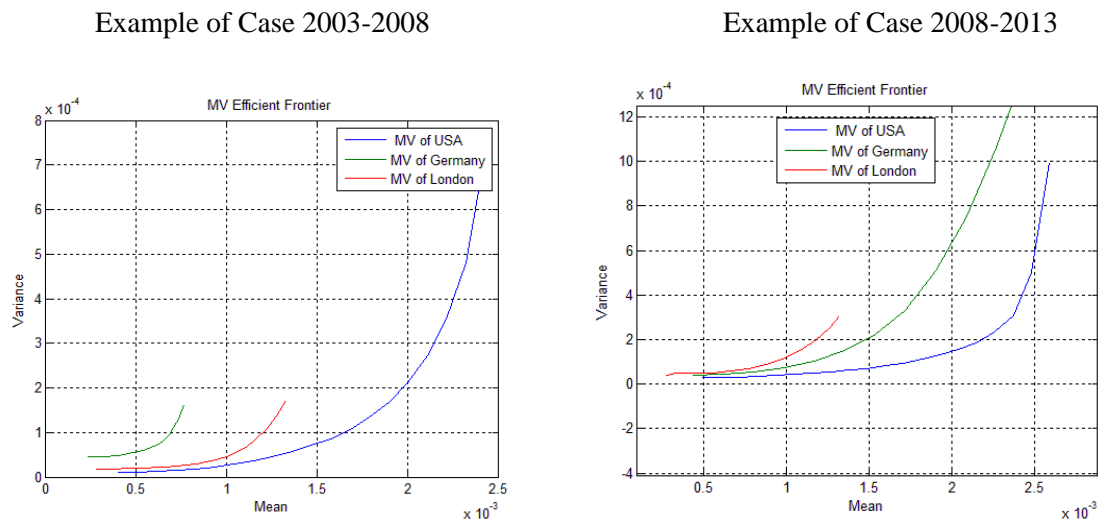 Example of Case 2003-2008
Example of Case 2008-2013
x 10^-4
MV Efficient Frontier
8
7
6
5
4
3
2
1
0
Variance
MV of USA
MV of Germany
MV of London
0 0.5 1 1.5 2 2.5
Mean
x 10^-3
x 10^-4
MV Efficient Frontier
12
10
8
6
4
2
0
-2
-4
Variance
MV of USA
MV of Germany
MV of London
0.5 1 1.5 2 2.5
Mean
x 10^-3